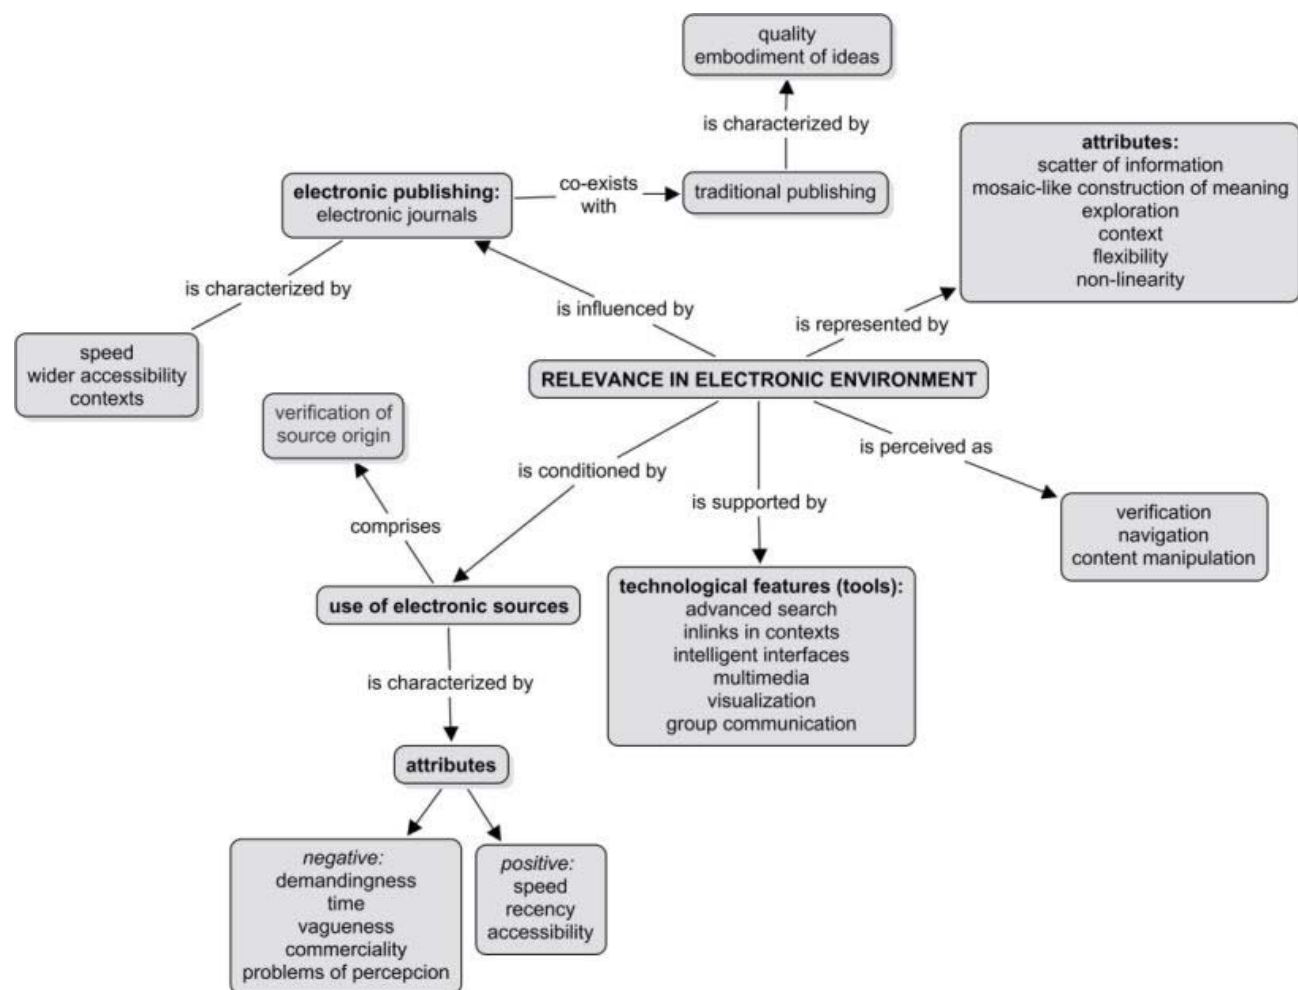 quality
embodiment of ideas
is characterized by
attributes:
scatter of information
mosaic-like construction of meaning
exploration
context
flexibility
non-linearity
electronic publishing:
electronic journals
co-exists
with
traditional publishing
is characterized by
is influenced by
is represented by
speed
wider accessibility
contexts
RELEVANCE IN ELECTRONIC ENVIRONMENT
verification of
source origin
is conditioned by
is perceived as
is supported by
comprises
verification
navigation
content manipulation
use of electronic sources
technological features (tools):
advanced search
inlinks in contexts
intelligent interfaces
multimedia
visualization
group communication
is characterized by
attributes
negative:
demandingness
time
vagueness
commerciality
problems of percepcion
positive:
speed
recency
accessibility